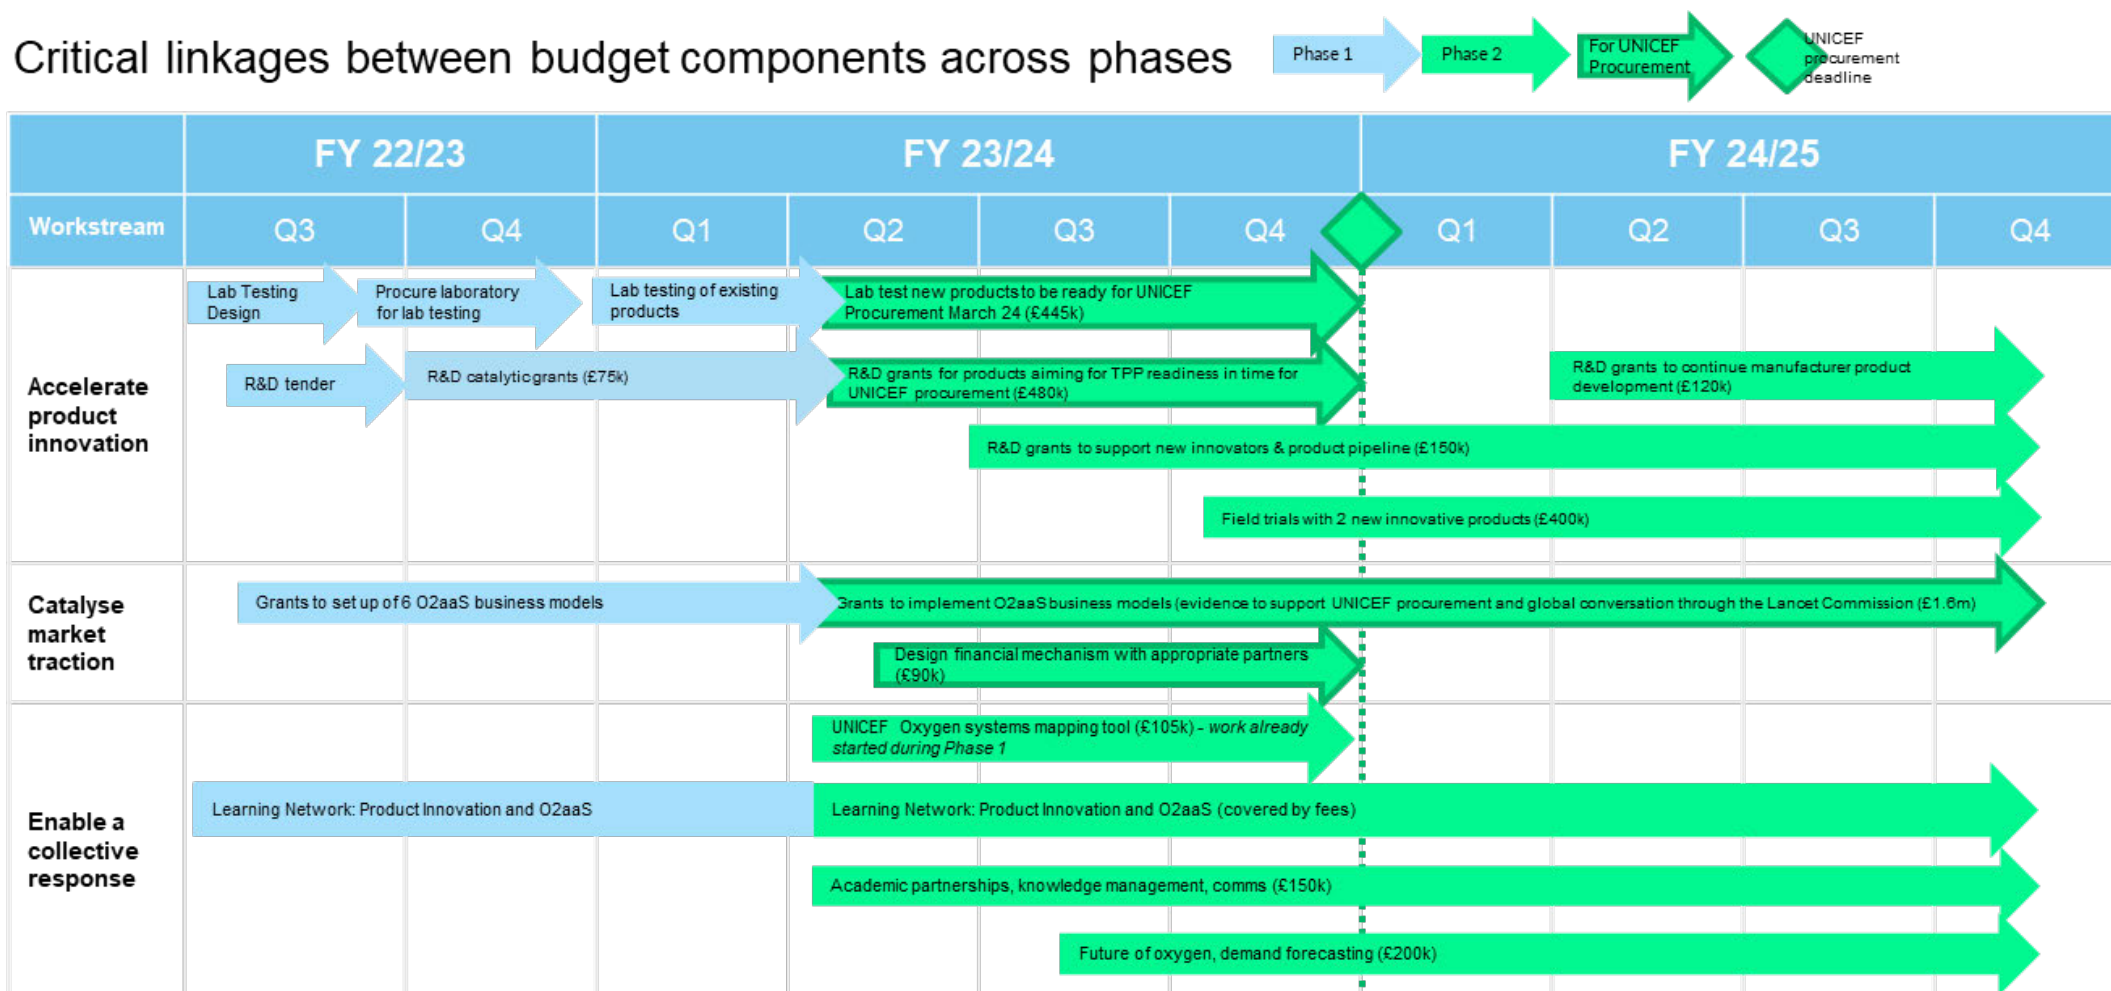 Critical linkages between budget components across phases
Phase 1
Phase 2
For UNICEF
Procurement
UNICEF
procurement
deadline
FY 22/23
FY 23/24
FY 24/25
Workstream
Q3
Q4
Q1
Q2
Q3
Q4
Q1
Q2
Q3
Q4
Accelerate
product
innovation
Lab Testing
Design
Procure laboratory
for lab testing
Lab testing of existing
products
Lab test new products to be ready for UNICEF
Procurement March 24 (£445k)
R&D tender
R&D catalytic grants (£75k)
R&D grants for products aiming for TPP readiness in time for
UNICEF procurement (£480k)
R&D grants to continue manufacturer product
development (£120k)
R&D grants to support new innovators & product pipeline (£150k)
Field trials with 2 new innovative products (£400k)
Catalyse
market
traction
Grants to set up of 6 O2aaS business models
Grants to implement O2aaS business models (evidence to support UNICEF procurement and global conversation through the Lancet Commission (£1.6m)
Design financial mechanism with appropriate partners
(£90k)
Enable a
collective
response
UNICEF Oxygen systems mapping tool (£105k) - work already
started during Phase 1
Learning Network: Product Innovation and O2aaS
Learning Network: Product Innovation and O2aaS (covered by fees)
Academic partnerships, knowledge management, comms (£150k)
Future of oxygen, demand forecasting (£200k)